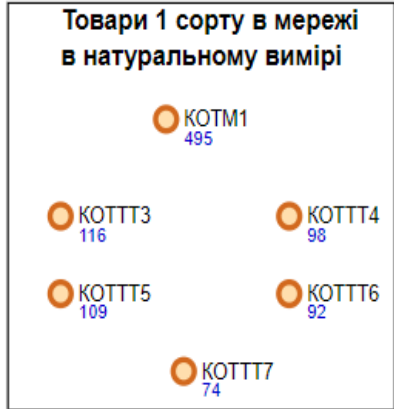 Товари 1 сорту в мережі
в натуральному вимірі
КОТМ1
495
КОТТТ3
116
КОТТТ4
98
КОТТТ5
109
КОТТТ6
92
КОТТТ7
74